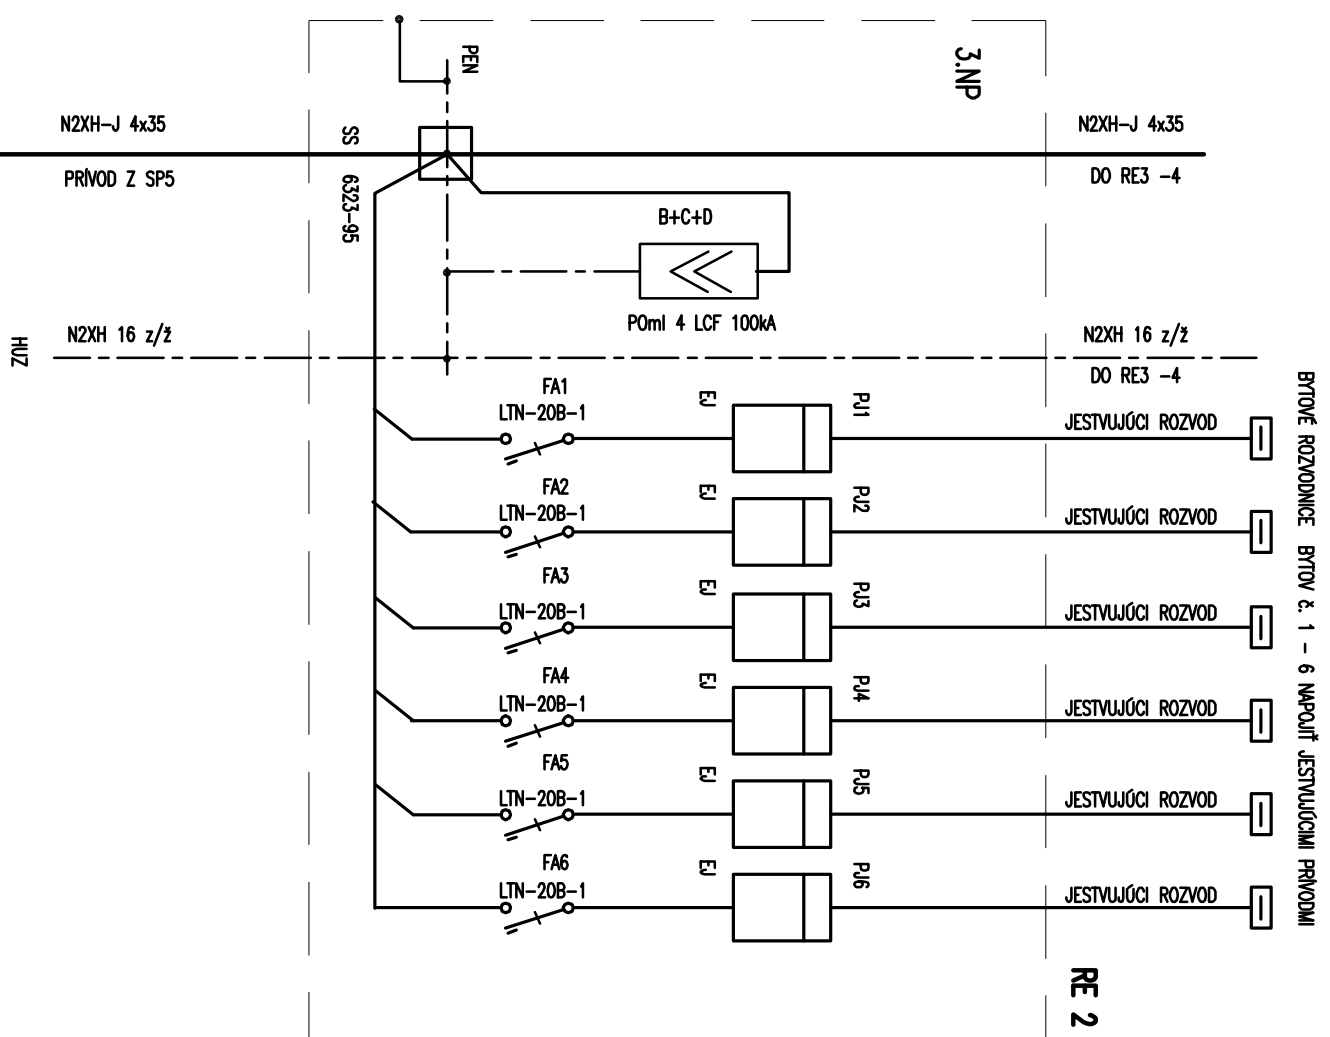 3.NP
PEN
N2XH-J 4x35
PRÍVOD Z SP5
SS 6323-95
N2XH-J 4x35
DO RE3 -4
B+C+D
POmI 4 LCF 100kA
N2XH 16 z/ž
HUZ
N2XH 16 z/ž
DO RE3 -4
FA1
LTN-20B-1
EJ
PJ1
JESTVUJÚCI ROZVOD
FA2
LTN-20B-1
EJ
PJ2
JESTVUJÚCI ROZVOD
FA3
LTN-20B-1
EJ
PJ3
JESTVUJÚCI ROZVOD
FA4
LTN-20B-1
EJ
PJ4
JESTVUJÚCI ROZVOD
FA5
LTN-20B-1
EJ
PJ5
JESTVUJÚCI ROZVOD
FA6
LTN-20B-1
EJ
PJ6
JESTVUJÚCI ROZVOD
BYTOVÉ ROZVODNICE BYTOV č. 1 - 6 NAPOJIŤ JESTVUJÚCIMI PRÍVODMI
RE 2